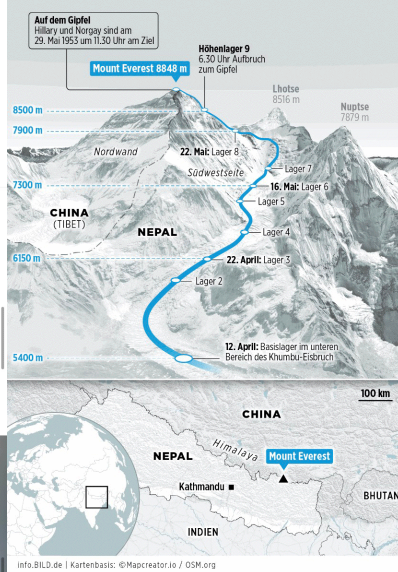 Auf dem Gipfel
Hillary und Norgay sind am
29. Mai 1953 um 11.30 Uhr am Ziel
Höhenlager 9
6.30 Uhr Aufbruch
zum Gipfel
Mount Everest 8848 m
Lhotse
8516 m
Nuptse
7879 m
8500 m
7900 m
Nordwand
22. Mai: Lager 8
Südwestseite
Lager 7
7300 m
16. Mai: Lager 6
Lager 5
CHINA
(TIBET)
NEPAL
Lager 4
6150 m
22. April: Lager 3
Lager 2
12. April: Basislager im unteren
Bereich des Khumbu-Eisbruch
5400 m
100 km
CHINA
Himalaya
NEPAL
Mount Everest
Kathmandu
BHUTAN
INDIEN
info.BILD.de | Kartenbasis: ©Mapcreator.io / OSM.org